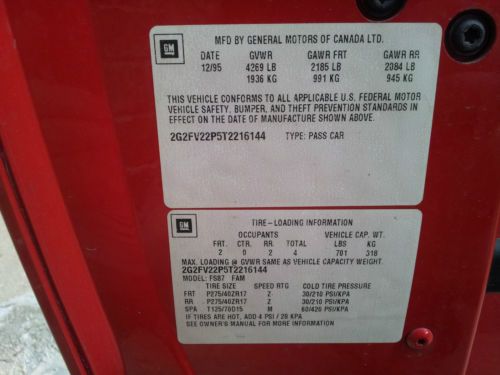 GM
MFD BY GENERAL MOTORS OF CANADA LTD.
DATE GVWR GAWR FRT GAWR RR
12/95 4269 LB 2185 LB 2084 LB
1936 KG 991 KG 945 KG
THIS VEHICLE CONFORMS TO ALL APPLICABLE U.S. FEDERAL MOTOR
VEHICLE SAFETY, BUMPER, AND THEFT PREVENTION STANDARDS IN
EFFECT ON THE DATE OF MANUFACTURE SHOWN ABOVE.
2G2FV22P5T2216144 TYPE: PASS CAR
GM
TIRE-LOADING INFORMATION
OCCUPANTS VEHICLE CAP. WT.
FRT. CTR. RR. TOTAL LBS KG
2 0 2 4 701 318
MAX. LOADING @ GVWR SAME AS VEHICLE CAPACITY WEIGHT.
2G2FV22P5T2216144
MODEL: FS87 FAM
TIRE SIZE SPEED RTG COLD TIRE PRESSURE
FRT P275/40ZR17 Z 30/210 PSI/KPA
RR P275/40ZR17 Z 30/210 PSI/KPA
SPA T125/70D15 M 60/420 PSI/KPA
IF TIRES ARE HOT, ADD 4 PSI / 28 KPA
SEE OWNER'S MANUAL FOR MORE INFORMATION